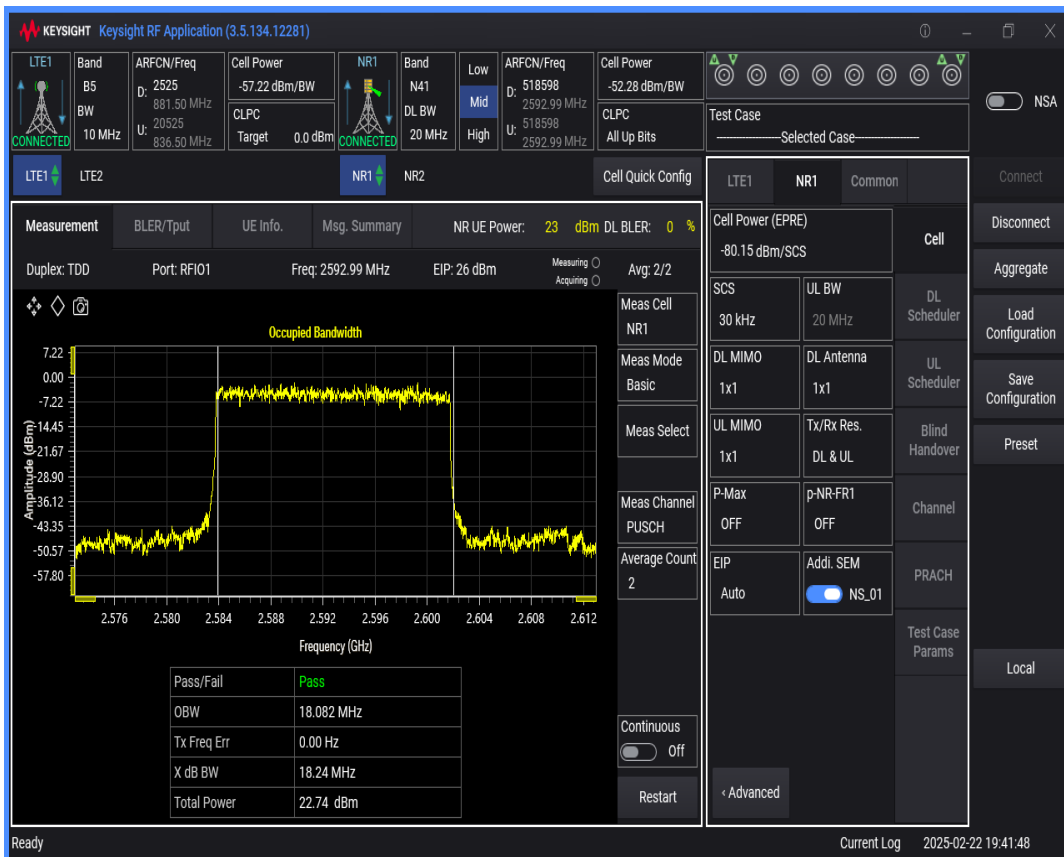 KEYSIGHT Keysight RF Application (3.5.134.12281)
LTE1
CONNECTED
Band
B5
BW
10 MHz
ARFCN/Freq
D: 2525
881.50 MHz
U: 20525
836.50 MHz
Cell Power
-57.22 dBm/BW
CLPC
Target 0.0 dBm
NR1
CONNECTED
Band
N41
DL BW
20 MHz
Low
Mid
High
ARFCN/Freq
D: 518598
2592.99 MHz
U: 518598
2592.99 MHz
Cell Power
-52.28 dBm/BW
CLPC
All Up Bits
Test Case
Selected Case
NSA
LTE1 LTE2 NR1 NR2 Cell Quick Config
Measurement BLER/Tput UE Info. Msg. Summary NR UE Power: 23 dBm DL BLER: 0 %
Duplex: TDD Port: RFIO1 Freq: 2592.99 MHz EIP: 26 dBm Measuring Avg: 2/2
Acquiring
Occupied Bandwidth
Amplitude (dBm)
7.22
0.00
-7.22
-14.45
-21.67
-28.90
-36.12
-43.35
-50.57
-57.80
2.576 2.580 2.584 2.588 2.592 2.596 2.600 2.604 2.608 2.612
Frequency (GHz)
Pass/Fail Pass
OBW 18.082 MHz
Tx Freq Err 0.00 Hz
X dB BW 18.24 MHz
Total Power 22.74 dBm
Meas Cell
NR1
Meas Mode
Basic
Meas Select
Meas Channel
PUSCH
Average Count
2
Continuous
Off
Restart
LTE1 NR1 Common
Cell Power (EPRE)
-80.15 dBm/SCS
SCS
30 kHz
UL BW
20 MHz
DL MIMO
1x1
DL Antenna
1x1
UL MIMO
1x1
Tx/Rx Res.
DL & UL
P-Max
OFF
p-NR-FR1
OFF
EIP
Auto
Addi. SEM
NS_01
‹ Advanced
Cell
DL
Scheduler
UL
Scheduler
Blind
Handover
Channel
PRACH
Test Case
Params
Connect
Disconnect
Aggregate
Load
Configuration
Save
Configuration
Preset
Local
Ready Current Log 2025-02-22 19:41:48